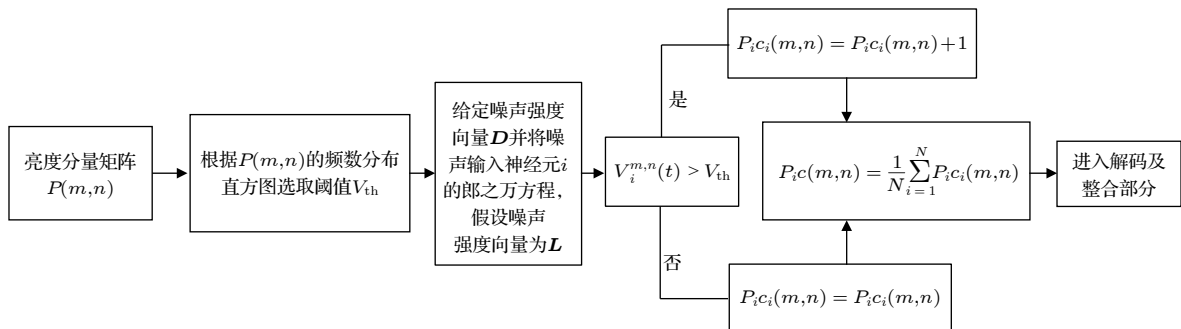 亮度分量矩阵
P(m,n)
根据P(m,n)的频数分布
直方图选取阈值V_th
给定噪声强度
向量D并将噪
声输入神经元i
的郎之万方程,
假设噪声
强度向量为L
V_i^{m,n}(t) > V_th
是
P_ic_i(m,n) = P_ic_i(m,n)+1
否
P_ic_i(m,n) = P_ic_i(m,n)
P_ic(m,n) = \frac{1}{N}\sum_{i=1}^{N}P_ic_i(m,n)
进入解码及
整合部分